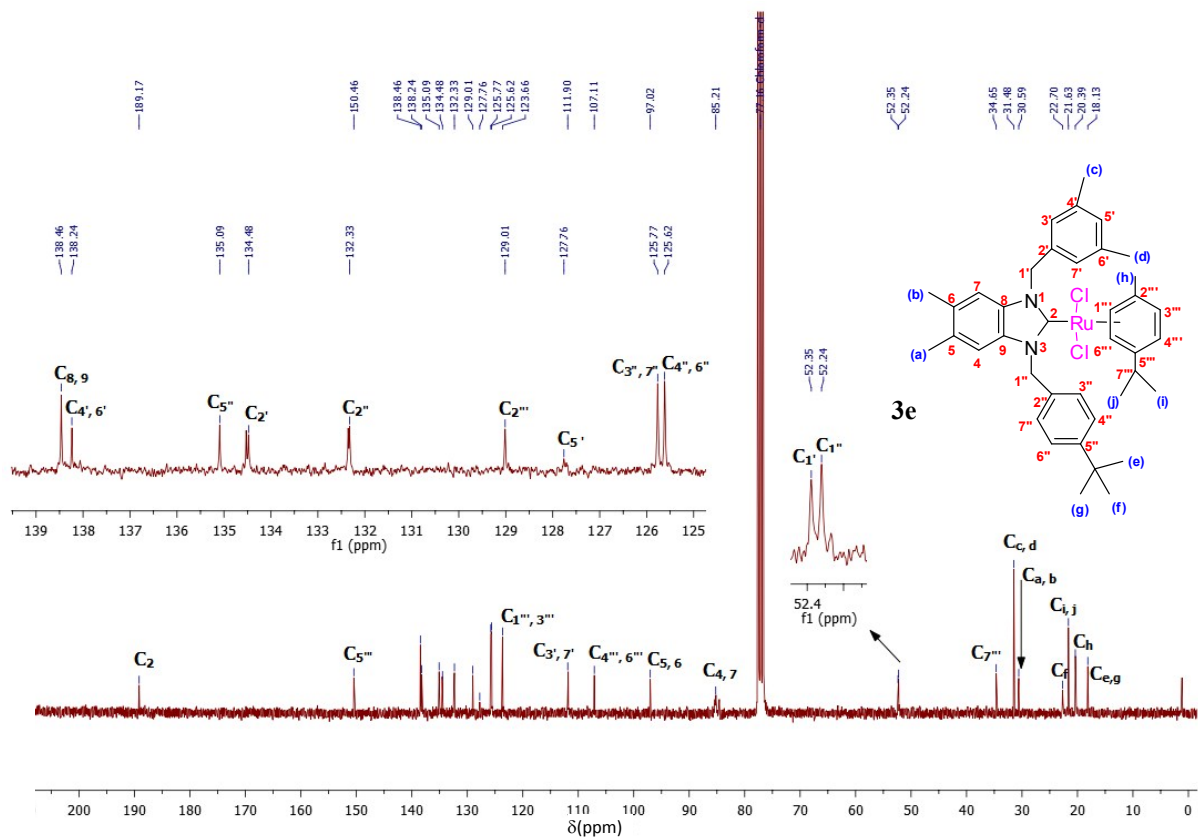 189.17
150.46
138.46
138.24
135.09
134.48
132.33
129.01
127.76
125.77
125.62
123.66
111.90
107.11
97.02
85.21
77.16 Chloroform-d
52.35
52.24
34.65
31.48
30.59
22.70
21.63
20.39
18.13
138.46
138.24
135.09
134.48
132.33
129.01
127.76
125.77
125.62
C8, 9
C4', 6'
C5''
C2'
C2''
C2'''
C5'
C3'', 7''
C4'', 6''
139 138 137 136 135 134 133 132 131 130 129 128 127 126 125
f1 (ppm)
52.35
52.24
C1'
C1''
52.4
f1 (ppm)
(c)
4'
3'
5'
2'
6'
(d)
1'
7'
(h)
(b)
7
6
8
N
1
Cl
2'''
1'''
3'''
2
Ru
5
9
N
3
4
Cl
6'''
4'''
5'''
(a)
1''
7'''
(j)
(i)
3e
2''
3''
7''
4''
6''
5''
(e)
(g)
(f)
C2
C5'''
C1''', 3'''
C3', 7'
C4''', 6'''
C5, 6
C4, 7
C7'''
Cc, d
Ca, b
Cf
Ci, j
Ch
Ce,g
200 190 180 170 160 150 140 130 120 110 100 90 80 70 60 50 40 30 20 10 0
δ(ppm)